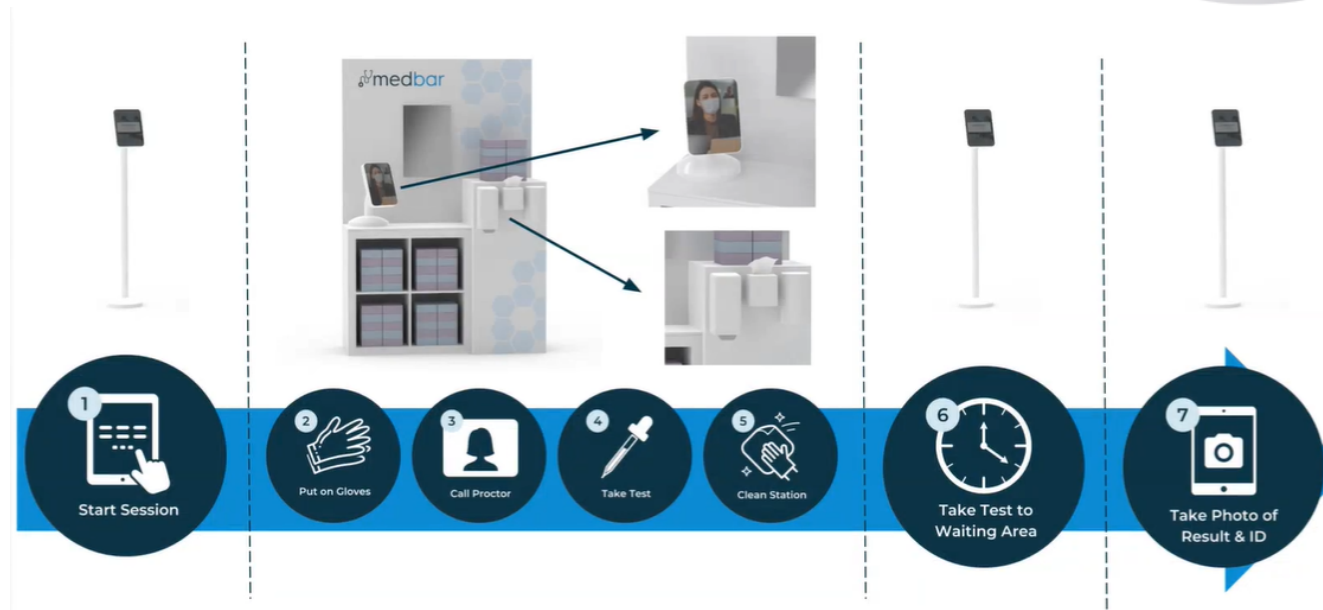 medbar
1
Start Session
2
Put on Gloves
3
Call Proctor
4
Take Test
5
Clean Station
6
Take Test to
Waiting Area
7
Take Photo of
Result & ID